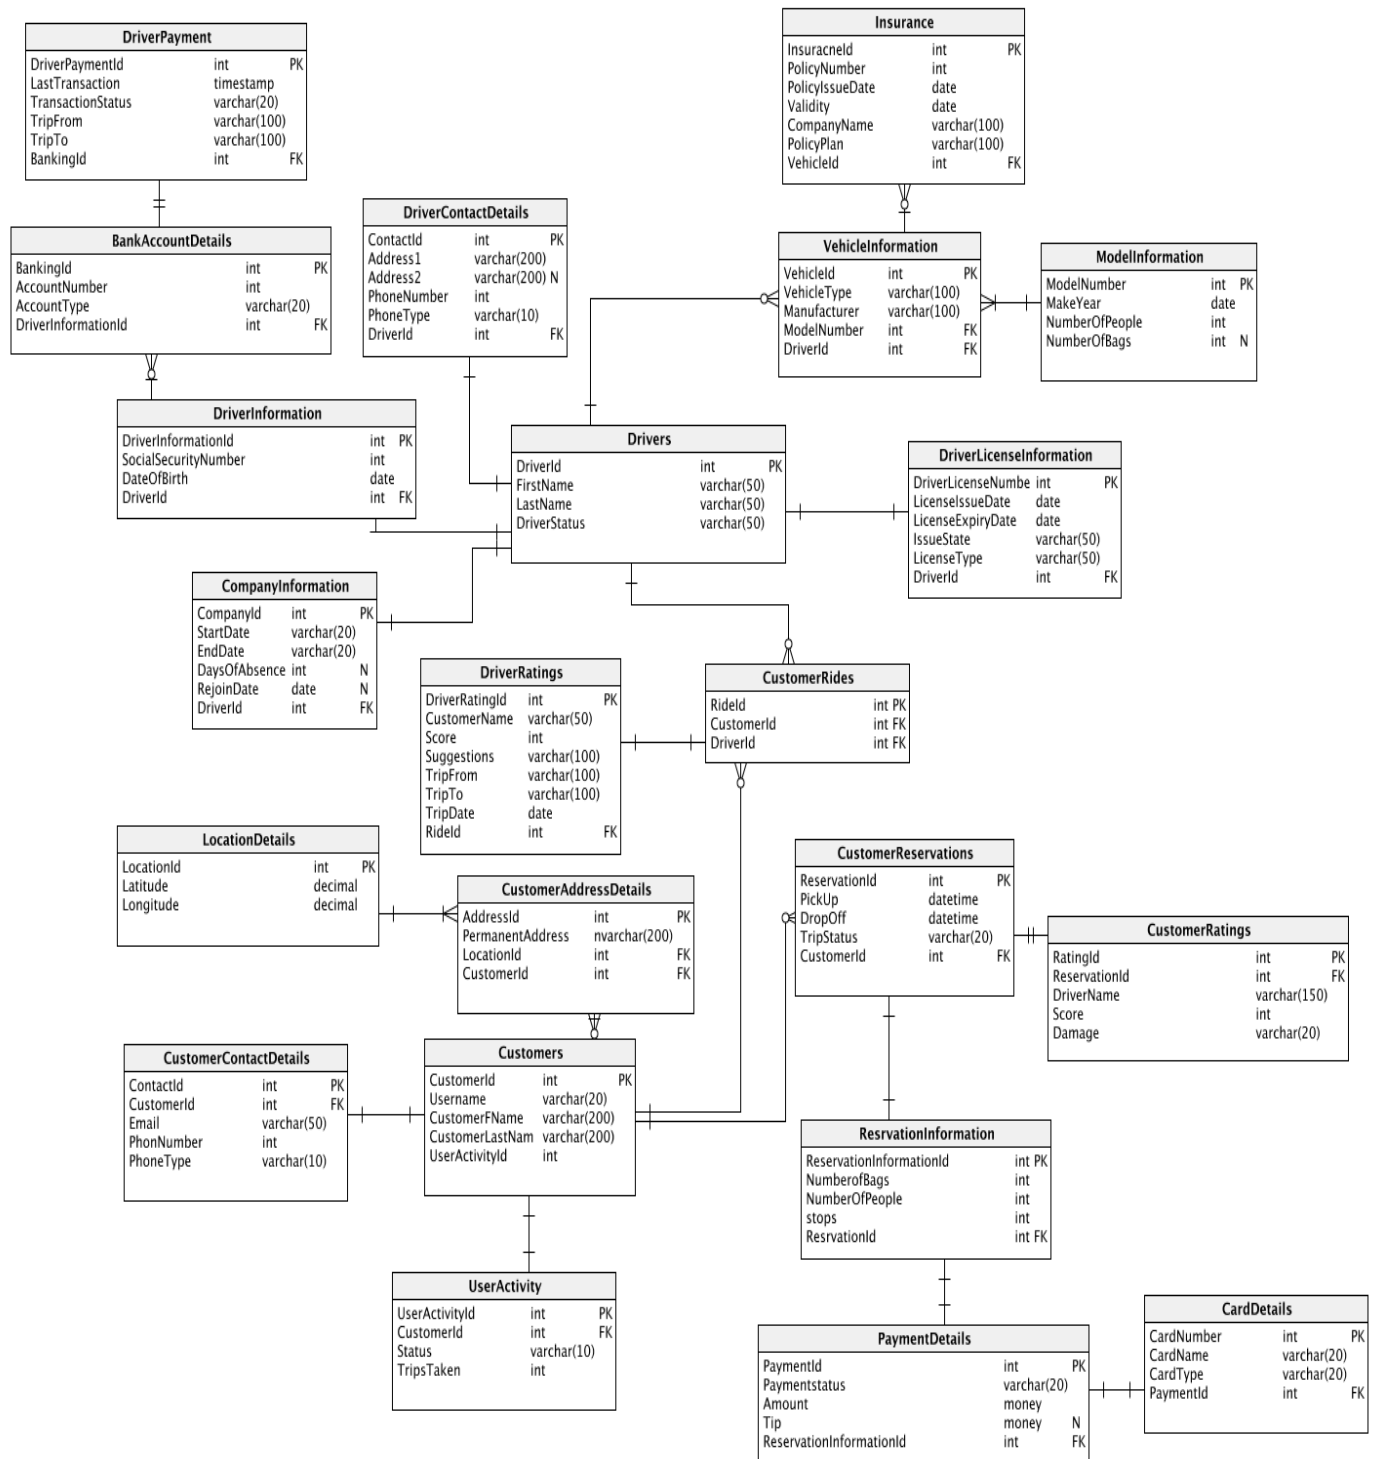 DriverPayment
DriverPaymentId int PK
LastTransaction timestamp
TransactionStatus varchar(20)
TripFrom varchar(100)
TripTo varchar(100)
BankingId int FK
Insurance
InsuracneId int PK
PolicyNumber int
PolicyIssueDate date
Validity date
CompanyName varchar(100)
PolicyPlan varchar(100)
VehicleId int FK
DriverContactDetails
ContactId int PK
Address1 varchar(200)
Address2 varchar(200) N
PhoneNumber int
PhoneType varchar(10)
DriverId int FK
BankAccountDetails
BankingId int PK
AccountNumber int
AccountType varchar(20)
DriverInformationId int FK
VehicleInformation
VehicleId int PK
VehicleType varchar(100)
Manufacturer varchar(100)
ModelNumber int FK
DriverId int FK
ModelInformation
ModelNumber int PK
MakeYear date
NumberOfPeople int
NumberOfBags int N
DriverInformation
DriverInformationId int PK
SocialSecurityNumber int
DateOfBirth date
DriverId int FK
Drivers
DriverId int PK
FirstName varchar(50)
LastName varchar(50)
DriverStatus varchar(50)
DriverLicenseInformation
DriverLicenseNumbe int PK
LicenseIssueDate date
LicenseExpiryDate date
IssueState varchar(50)
LicenseType varchar(50)
DriverId int FK
CompanyInformation
CompanyId int PK
StartDate varchar(20)
EndDate varchar(20)
DaysOfAbsence int N
RejoinDate date N
DriverId int FK
DriverRatings
DriverRatingId int PK
CustomerName varchar(50)
Score int
Suggestions varchar(100)
TripFrom varchar(100)
TripTo varchar(100)
TripDate date
RideId int FK
CustomerRides
RideId int PK
CustomerId int FK
DriverId int FK
LocationDetails
LocationId int PK
Latitude decimal
Longitude decimal
CustomerAddressDetails
AddressId int PK
PermanentAddress nvarchar(200)
LocationId int FK
CustomerId int FK
CustomerReservations
ReservationId int PK
PickUp datetime
DropOff datetime
TripStatus varchar(20)
CustomerId int FK
CustomerRatings
RatingId int PK
ReservationId int FK
DriverName varchar(150)
Score int
Damage varchar(20)
CustomerContactDetails
ContactId int PK
CustomerId int FK
Email varchar(50)
PhonNumber int
PhoneType varchar(10)
Customers
CustomerId int PK
Username varchar(20)
CustomerFName varchar(200)
CustomerLastNam varchar(200)
UserActivityId int
ResrvationInformation
ReservationInformationId int PK
NumberofBags int
NumberOfPeople int
stops int
ResrvationId int FK
UserActivity
UserActivityId int PK
CustomerId int FK
Status varchar(10)
TripsTaken int
PaymentDetails
PaymentId int PK
Paymentstatus varchar(20)
Amount money
Tip money N
ReservationInformationId int FK
CardDetails
CardNumber int PK
CardName varchar(20)
CardType varchar(20)
PaymentId int FK